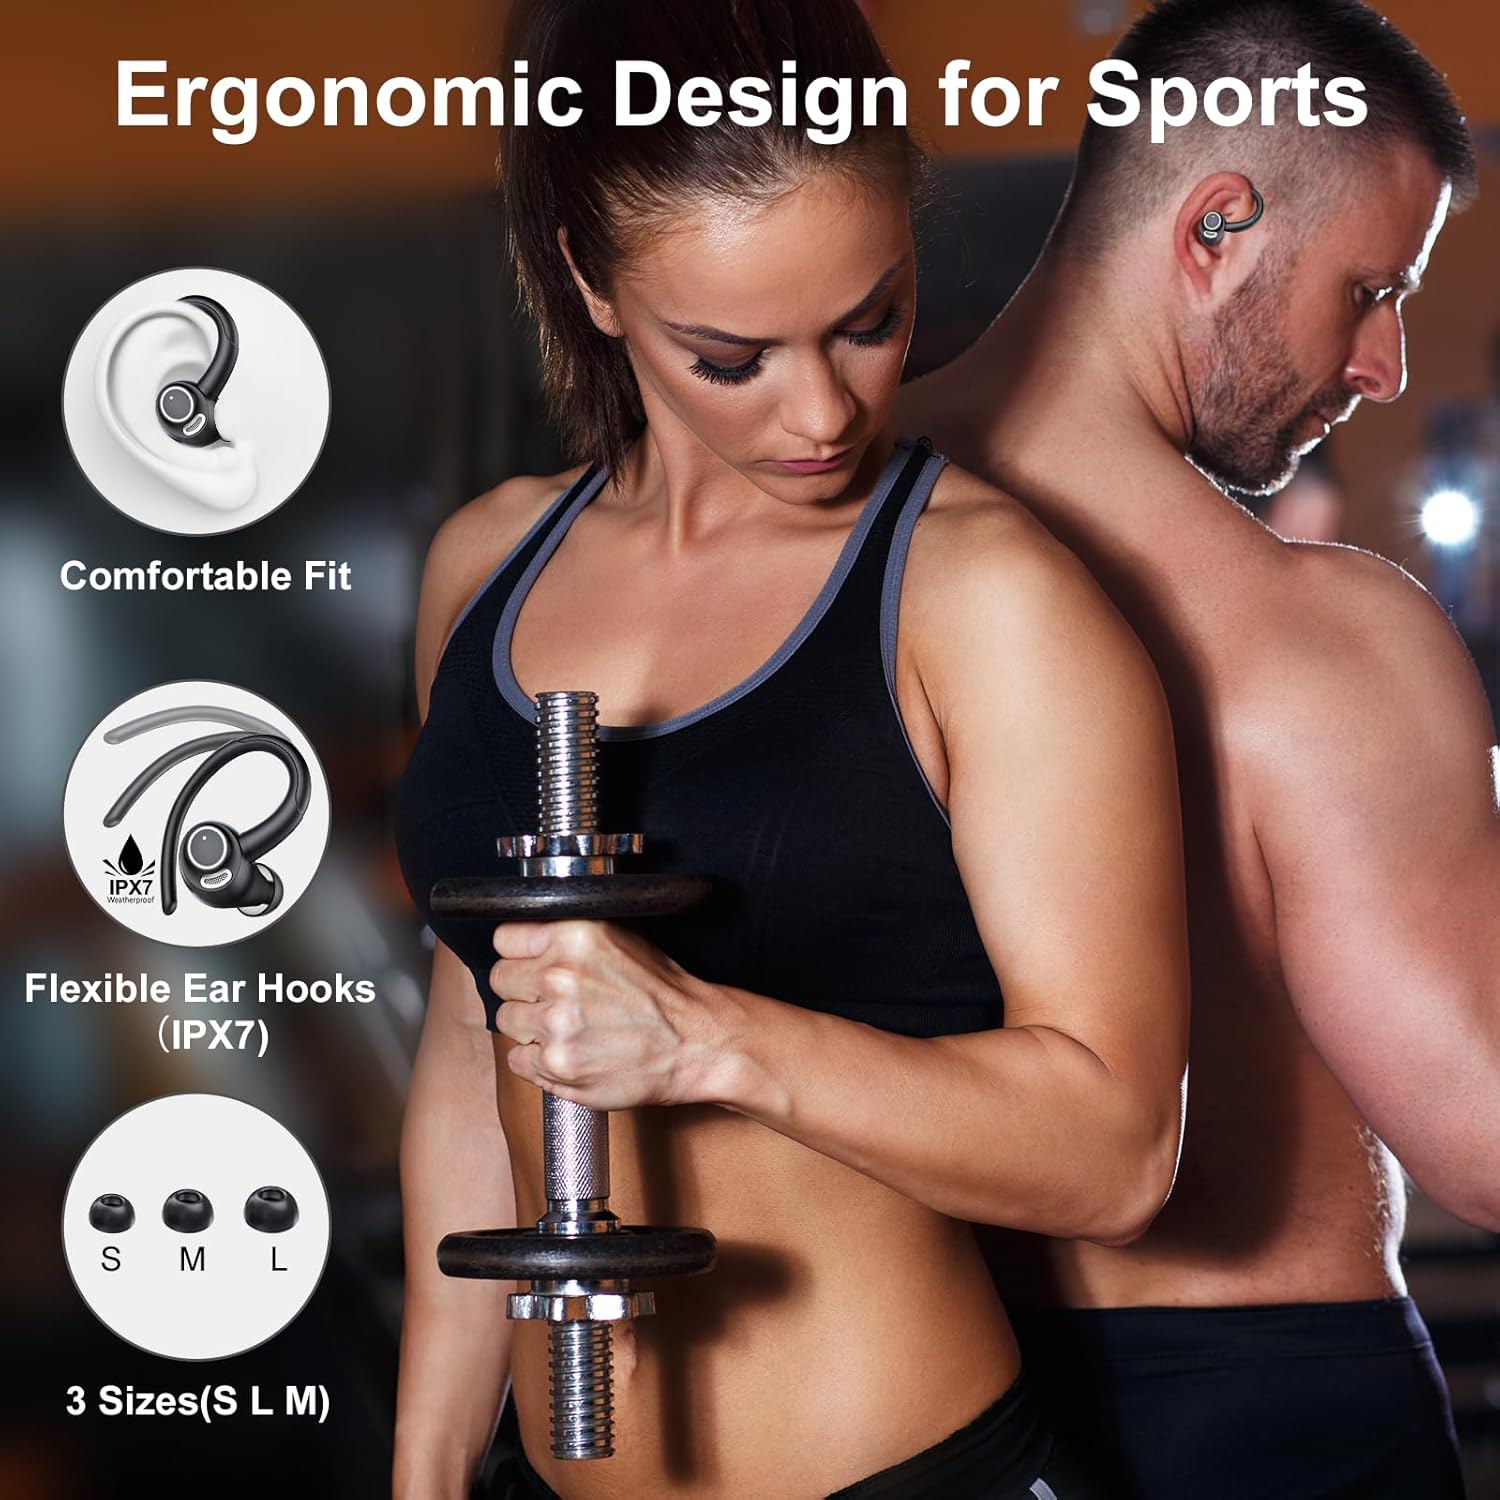 Ergonomic Design for Sports
Comfortable Fit
IPX7
Weatherproof
Flexible Ear Hooks
（IPX7)
S M L
3 Sizes(S L M)